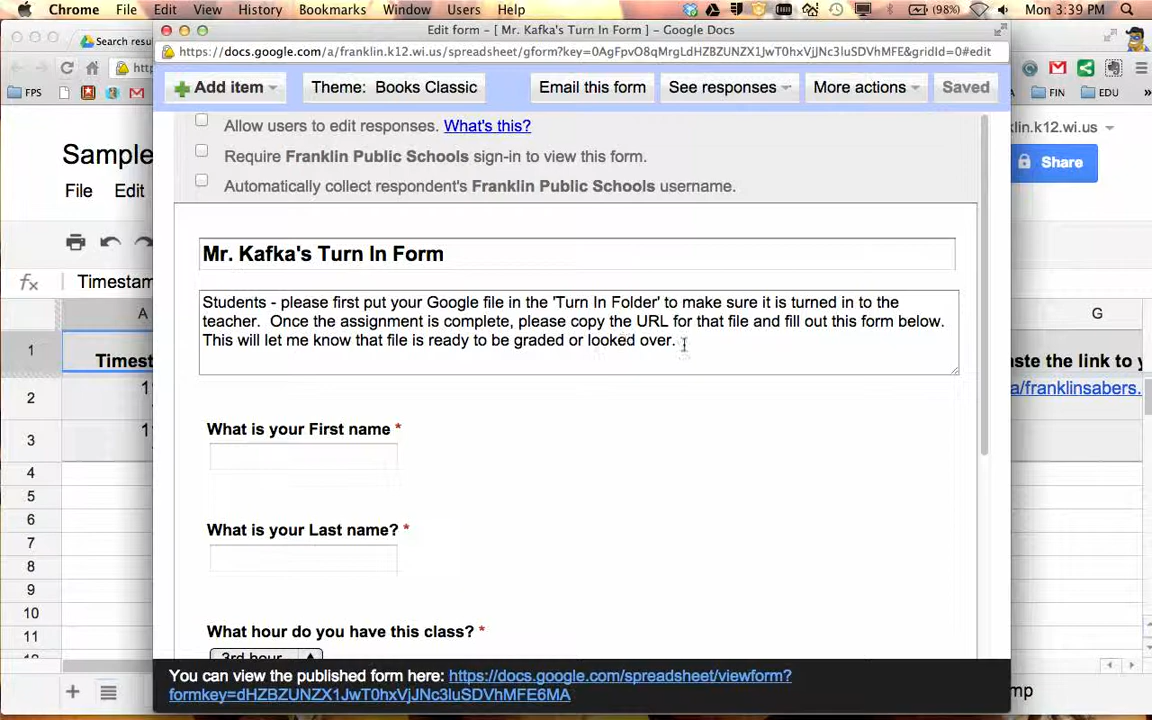 Chrome File Edit View History Bookmarks Window Users Help (98%) Mon 3:39 PM
Edit form - [ Mr. Kafka's Turn In Form ] - Google Docs
Search resu
https://docs.google.com/a/franklin.k12.wi.us/spreadsheet/gform?key=0AgFpvO8qMrgLdHZBZUNZX1JwT0hxVjJNc3luSDVhMFE&gridId=0#edit
http
FPS
FIN EDU »
Add item Theme: Books Classic Email this form See responses More actions Saved
Allow users to edit responses. What's this?
klin.k12.wi.us
Sample
Require Franklin Public Schools sign-in to view this form.
Share
Automatically collect respondent's Franklin Public Schools username.
File Edit
Mr. Kafka's Turn In Form
fx Timestam
Students - please first put your Google file in the 'Turn In Folder' to make sure it is turned in to the
teacher. Once the assignment is complete, please copy the URL for that file and fill out this form below.
This will let me know that file is ready to be graded or looked over.
A G
1 Timest ste the link to y
2 1 a/franklinsabers.
3 1
4
5
6
7
8
9
10
11
What is your First name *
What is your Last name? *
What hour do you have this class? *
3rd hour
You can view the published form here: https://docs.google.com/spreadsheet/viewform?
formkey=dHZBZUNZX1JwT0hxVjJNc3luSDVhMFE6MA
mp